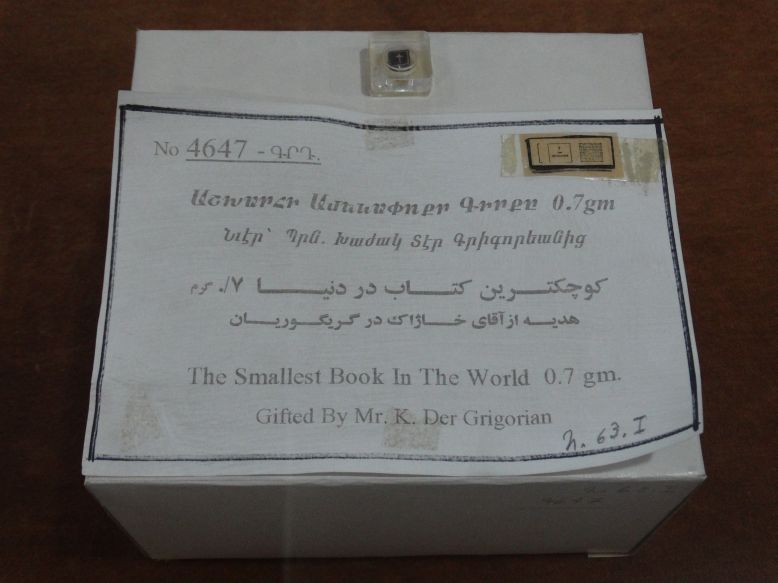 No 4647 - ԳՐԴ.
Աշխարհի Ամենափոքր Գիրքը 0.7gm
Նուէր՝ Պրն. Խաժակ Տէր Գրիգորեանից
کوچکترین کتاب در دنیا ۰/۷ گرم
هدیه از آقای خاژاک در گریگوریان
The Smallest Book In The World 0.7 gm.
Gifted By Mr. K. Der Grigorian
հ. 63. I